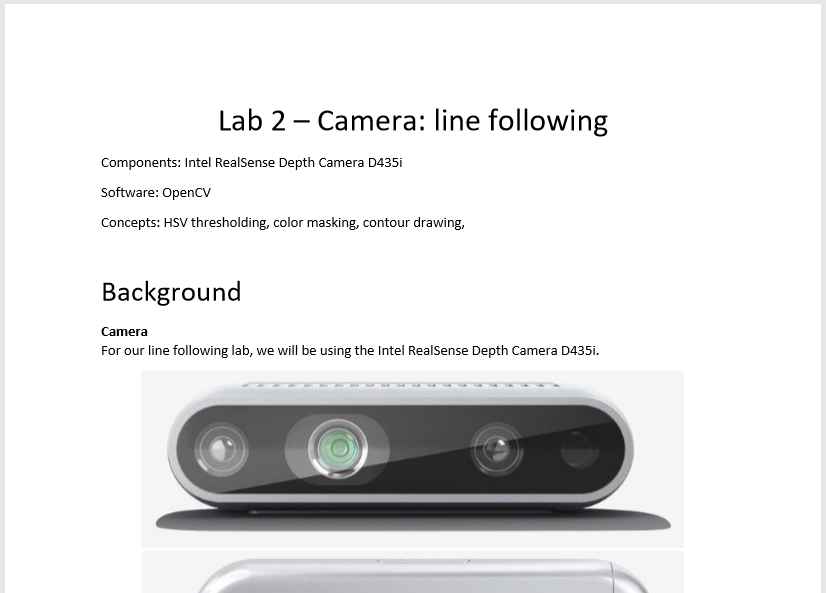 Lab 2 – Camera: line following
Components: Intel RealSense Depth Camera D435i
Software: OpenCV
Concepts: HSV thresholding, color masking, contour drawing,
Background
Camera
For our line following lab, we will be using the Intel RealSense Depth Camera D435i.